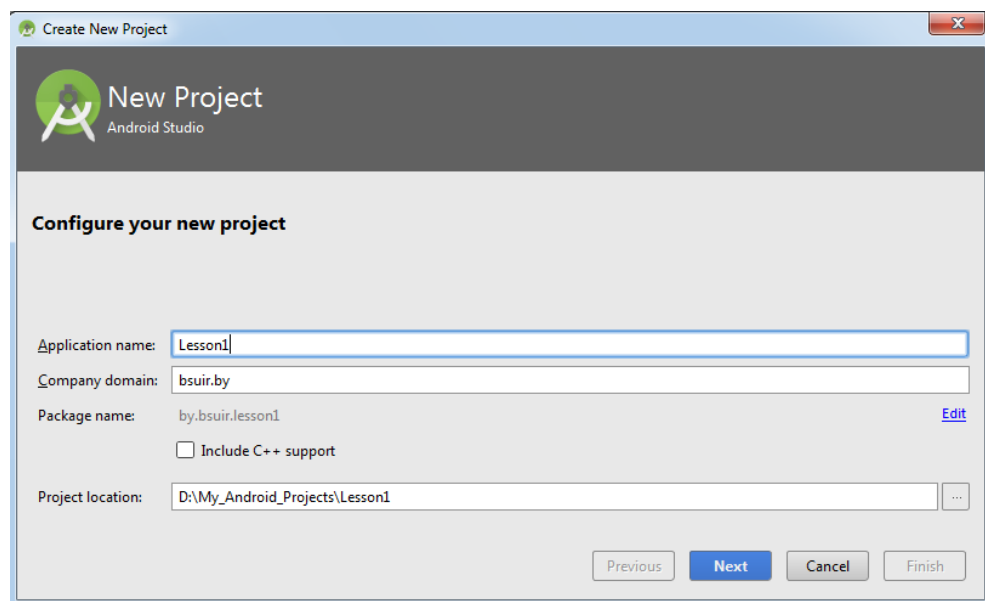 Create New Project
New Project
Android Studio
Configure your new project
Application name: Lesson1
Company domain: bsuir.by
Package name: by.bsuir.lesson1 Edit
Include C++ support
Project location: D:\My_Android_Projects\Lesson1 ...
Previous Next Cancel Finish